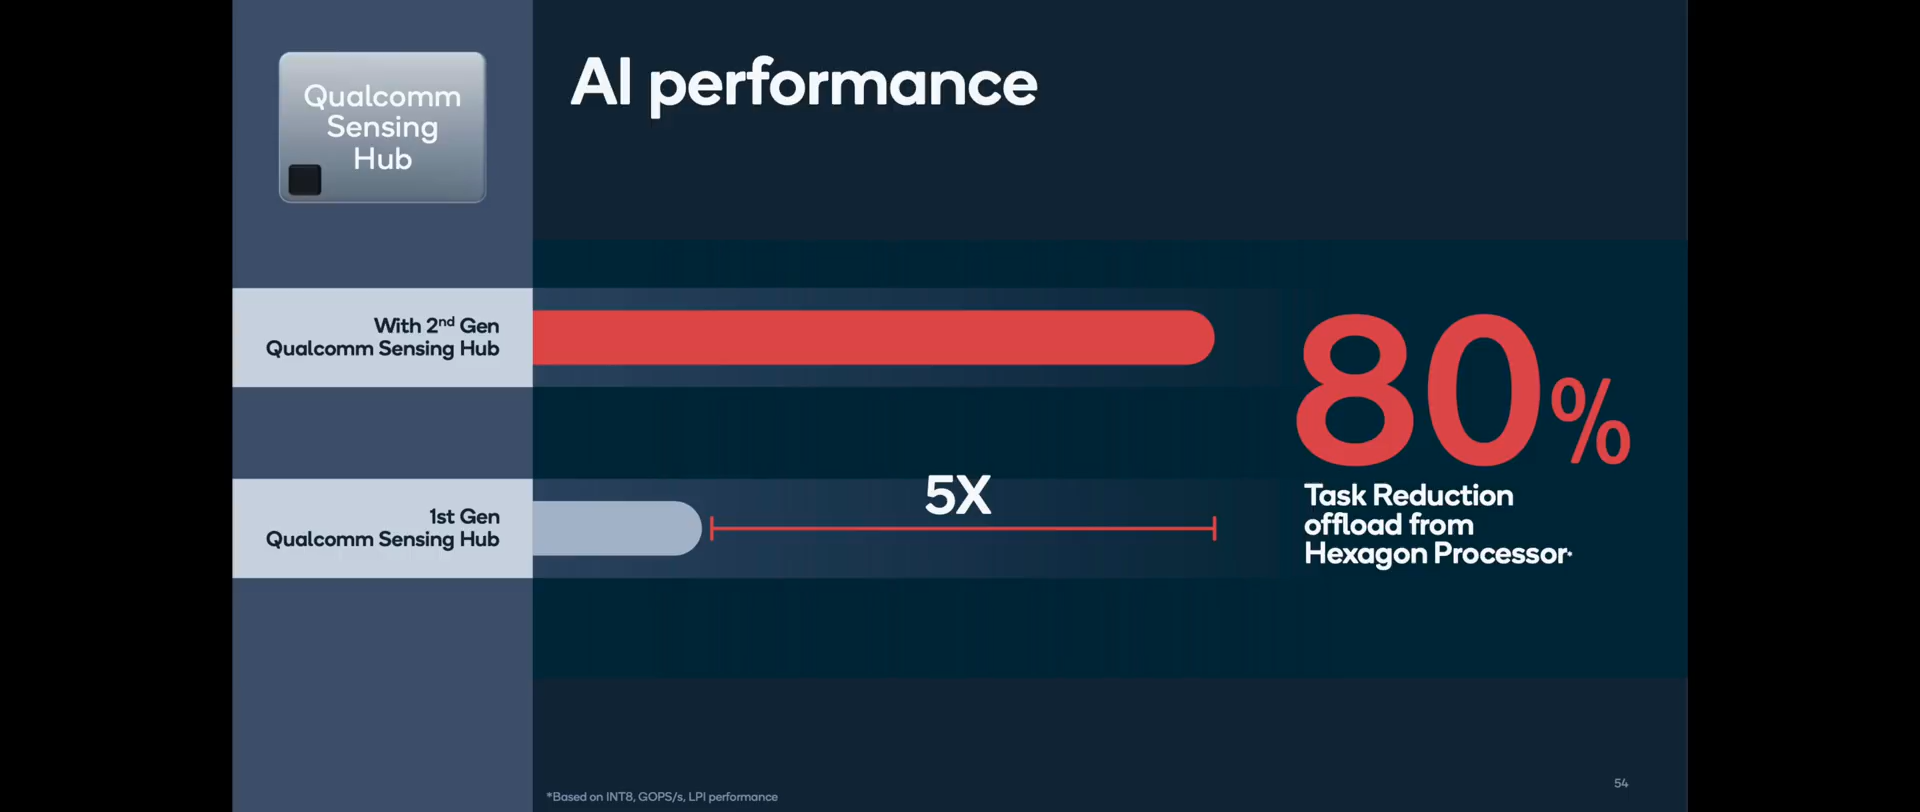 Qualcomm
Sensing
Hub
AI performance
With 2nd Gen
Qualcomm Sensing Hub
1st Gen
Qualcomm Sensing Hub
5X
80%
Task Reduction
offload from
Hexagon Processor*
*Based on INT8, GOPS/s, LPI performance
54